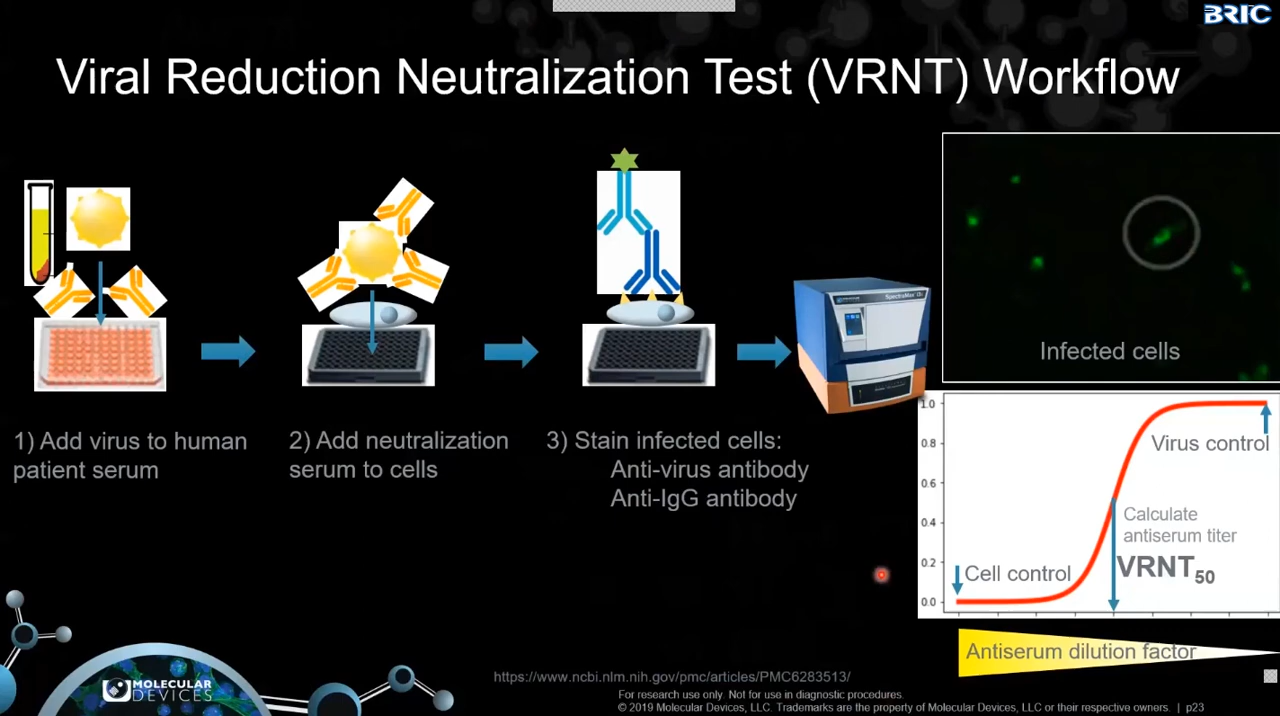 BRIC
Viral Reduction Neutralization Test (VRNT) Workflow
1) Add virus to human
patient serum
2) Add neutralization
serum to cells
3) Stain infected cells:
Anti-virus antibody
Anti-IgG antibody
Infected cells
1.0
0.8
0.6
0.4
0.2
0.0
Virus control
Calculate
antiserum titer
VRNT50
Cell control
Antiserum dilution factor
MOLECULAR
DEVICES
https://www.ncbi.nlm.nih.gov/pmc/articles/PMC6283513/
For research use only. Not for use in diagnostic procedures.
© 2019 Molecular Devices, LLC. Trademarks are the property of Molecular Devices, LLC or their respective owners. | p23